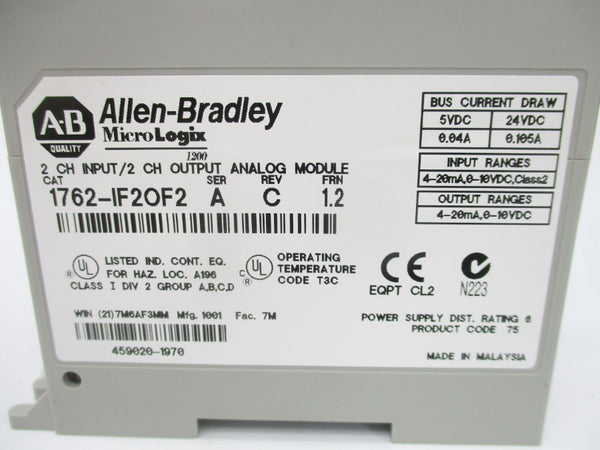 A-B
QUALITY
Allen-Bradley
MicroLogix
1200
2 CH INPUT/2 CH OUTPUT ANALOG MODULE
CAT SER REV FRN
1762-IF2OF2 A C 1.2
BUS CURRENT DRAW
5VDC 24VDC
0.04A 0.105A
INPUT RANGES
4-20mA,0-10VDC,Class2
OUTPUT RANGES
4-20mA,0-10VDC
UL LISTED IND. CONT. EQ.
FOR HAZ. LOC. A196
CLASS I DIV 2 GROUP A,B,C,D
C UL OPERATING
TEMPERATURE
CODE T3C
CE
EQPT CL2
N223
WIN (21)7M6AF3MM Mfg. 1001 Fac. 7M
459020-1970
POWER SUPPLY DIST. RATING 6
PRODUCT CODE 75
MADE IN MALAYSIA